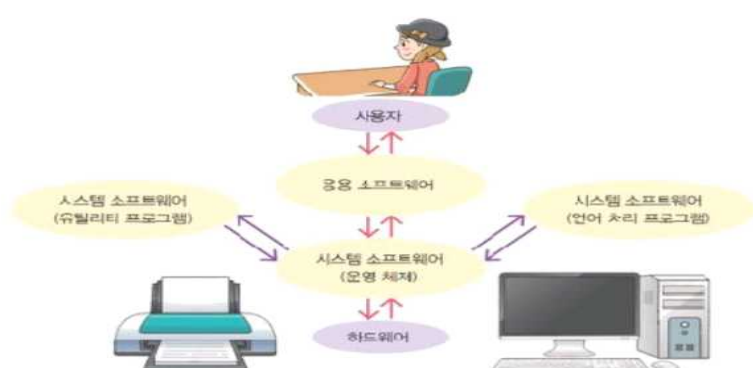 사용자
응용 소프트웨어
시스템 소프트웨어
(유틸리티 프로그램)
시스템 소프트웨어
(언어 처리 프로그램)
시스템 소프트웨어
(운영 체제)
하드웨어